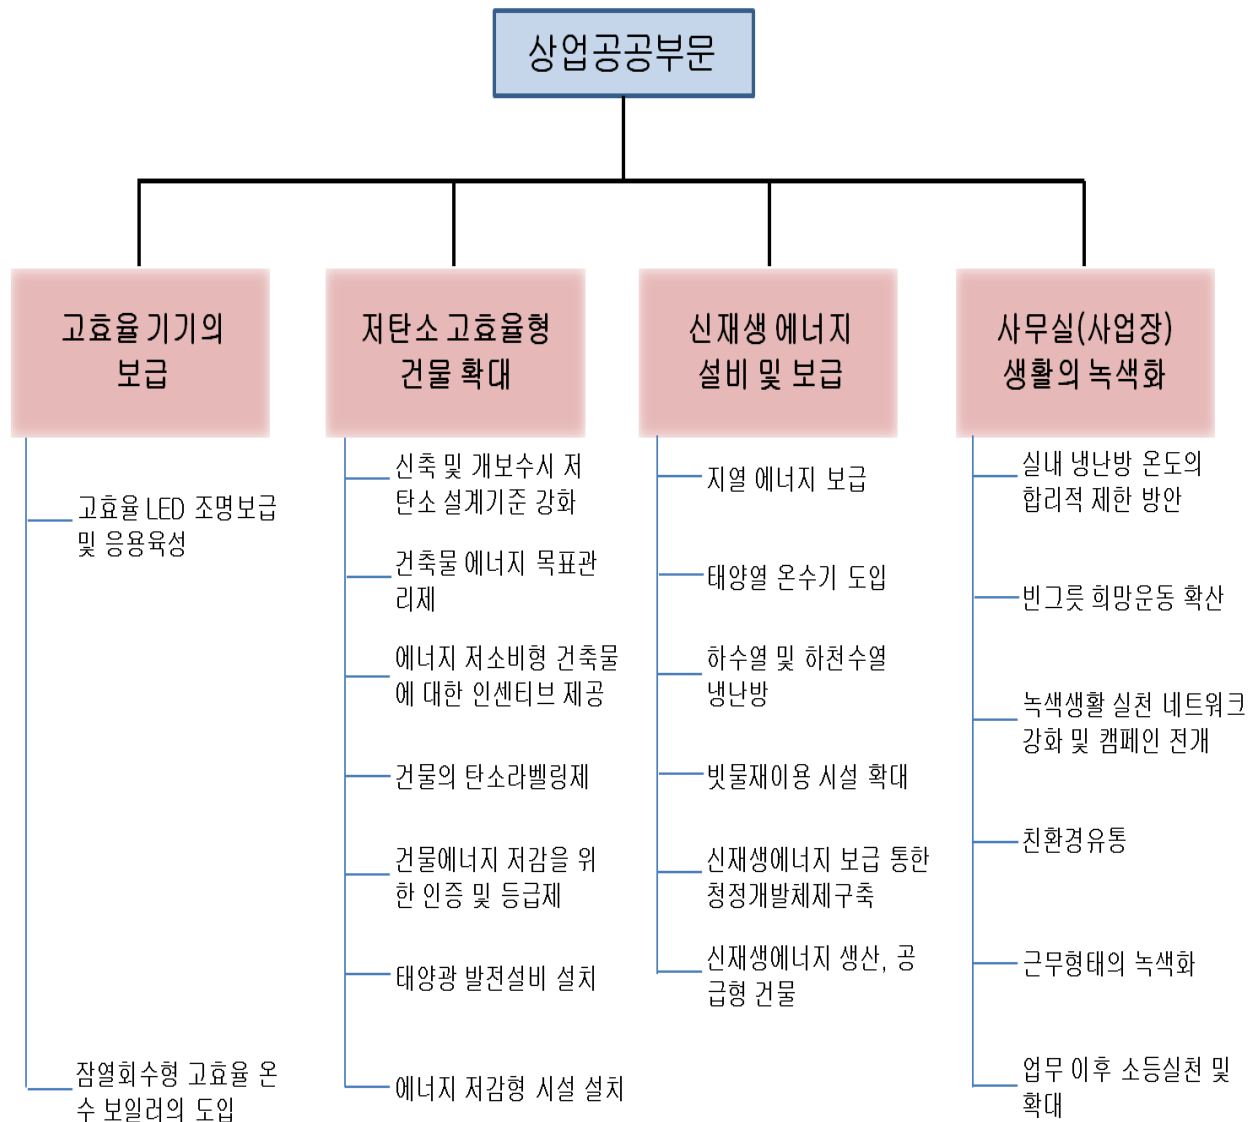 상업공공부문
고효율 기기의
보급
고효율 LED 조명보급
및 응용육성
잠열회수형 고효율 온
수 보일러의 도입
저탄소 고효율형
건물 확대
신축 및 개보수시 저
탄소 설계기준 강화
건축물 에너지 목표관
리제
에너지 저소비형 건축물
에 대한 인센티브 제공
건물의 탄소라벨링제
건물에너지 저감을 위
한 인증 및 등급제
태양광 발전설비 설치
에너지 저감형 시설 설치
신재생 에너지
설비 및 보급
지열 에너지 보급
태양열 온수기 도입
하수열 및 하천수열
냉난방
빗물재이용 시설 확대
신재생에너지 보급 통한
청정개발체제구축
신재생에너지 생산, 공
급형 건물
사무실(사업장)
생활의 녹색화
실내 냉난방 온도의
합리적 제한 방안
빈그릇 희망운동 확산
녹색생활 실천 네트워크
강화 및 캠페인 전개
친환경유통
근무형태의 녹색화
업무 이후 소등실천 및
확대